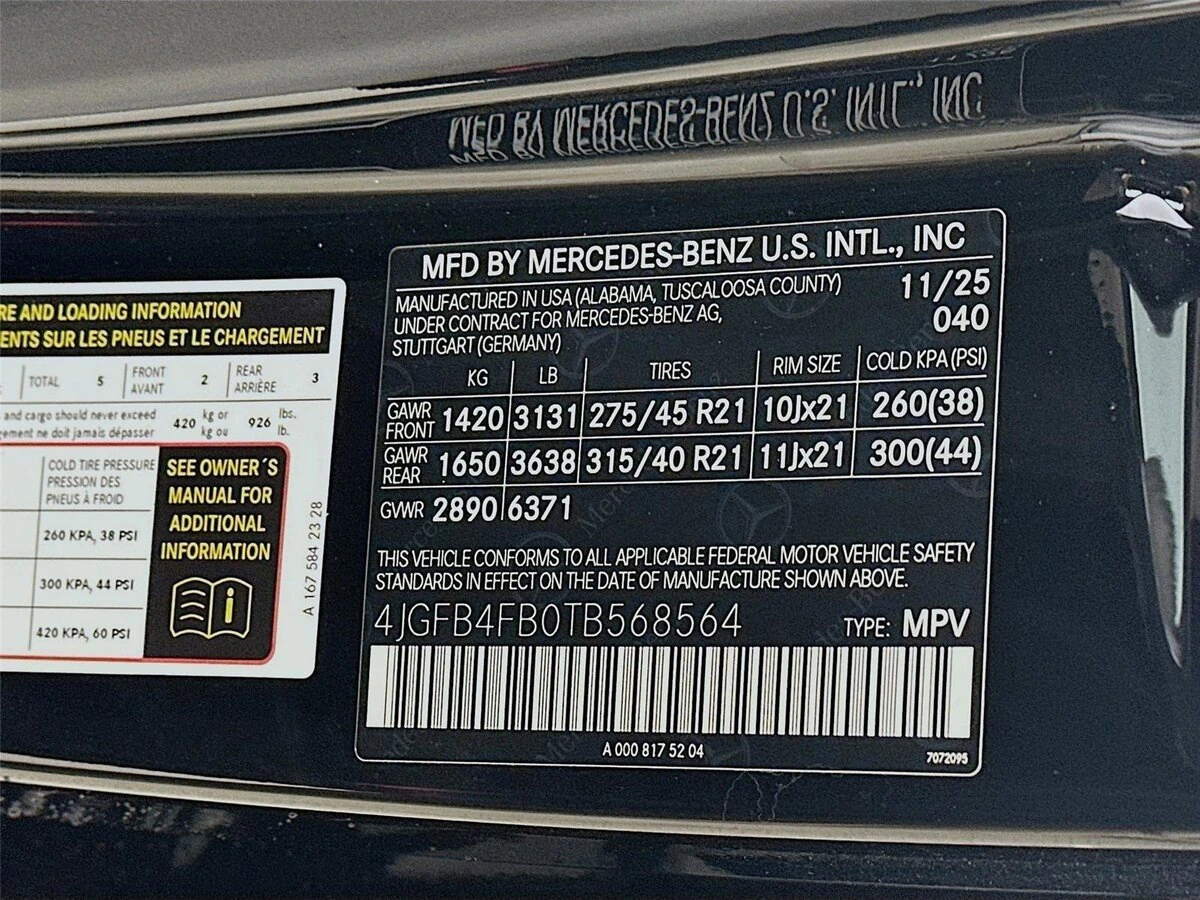 MFD BY MERCEDES-BENZ U.S. INTL., INC
RE AND LOADING INFORMATION
ENTS SUR LES PNEUS ET LE CHARGEMENT
TOTAL 5 FRONT AVANT 2 REAR ARRIÈRE 3
and cargo should never exceed 420 kg or 926 lbs.
gement ne doit jamais dépasser kg ou lb.
COLD TIRE PRESSURE
PRESSION DES
PNEUS À FROID
260 KPA, 38 PSI
300 KPA, 44 PSI
420 KPA, 60 PSI
SEE OWNER´S
MANUAL FOR
ADDITIONAL
INFORMATION
A 167 584 23 28
MFD BY MERCEDES-BENZ U.S. INTL., INC
MANUFACTURED IN USA (ALABAMA, TUSCALOOSA COUNTY) 11/25
UNDER CONTRACT FOR MERCEDES-BENZ AG, 040
STUTTGART (GERMANY)
KG LB TIRES RIM SIZE COLD KPA (PSI)
GAWR FRONT 1420 3131 275/45 R21 10Jx21 260(38)
GAWR REAR 1650 3638 315/40 R21 11Jx21 300(44)
GVWR 2890 6371
THIS VEHICLE CONFORMS TO ALL APPLICABLE FEDERAL MOTOR VEHICLE SAFETY
STANDARDS IN EFFECT ON THE DATE OF MANUFACTURE SHOWN ABOVE.
4JGFB4FB0TB568564 TYPE: MPV
A 000 817 52 04
7072095